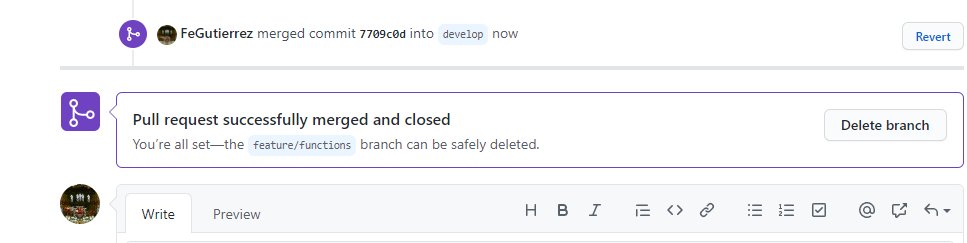 FeGutierrez merged commit 7709c0d into develop now
Revert
Pull request successfully merged and closed
You’re all set—the feature/functions branch can be safely deleted.
Delete branch
Write Preview